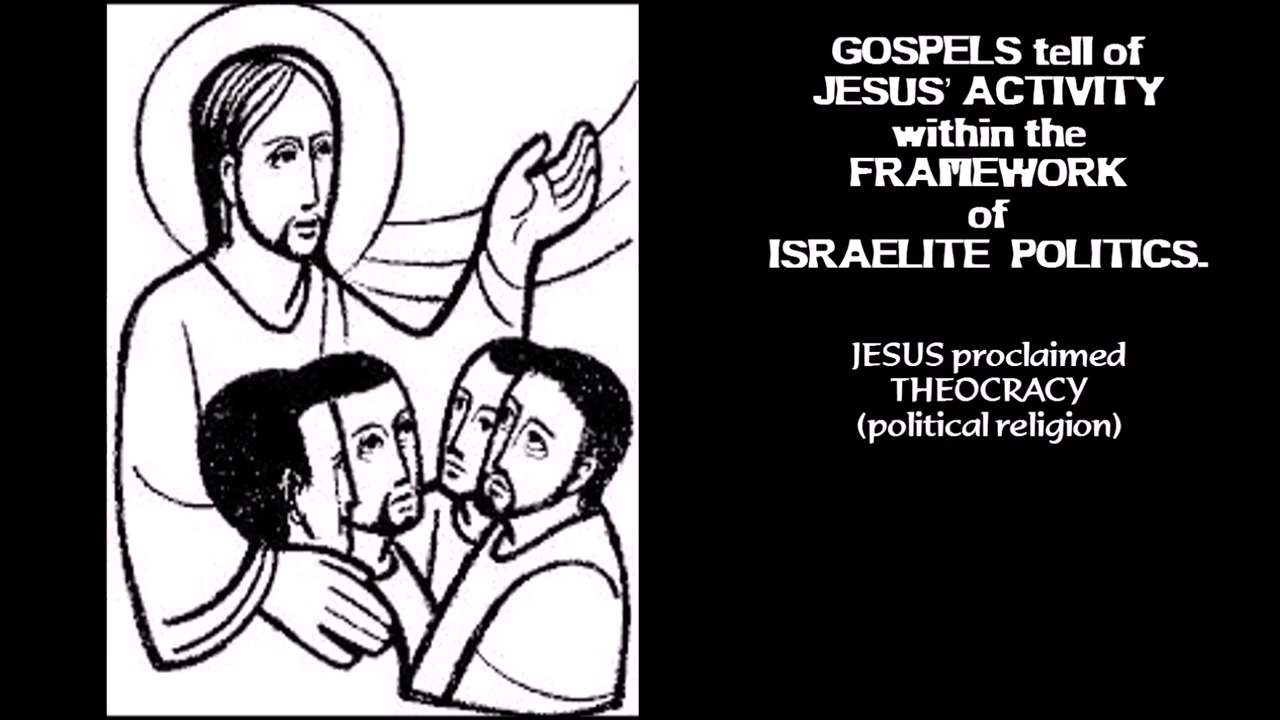 GOSPELS tell of
JESUS' ACTIVITY
within the
FRAMEWORK
of
ISRAELITE POLITICS.
JESUS proclaimed
THEOCRACY
(political religion)